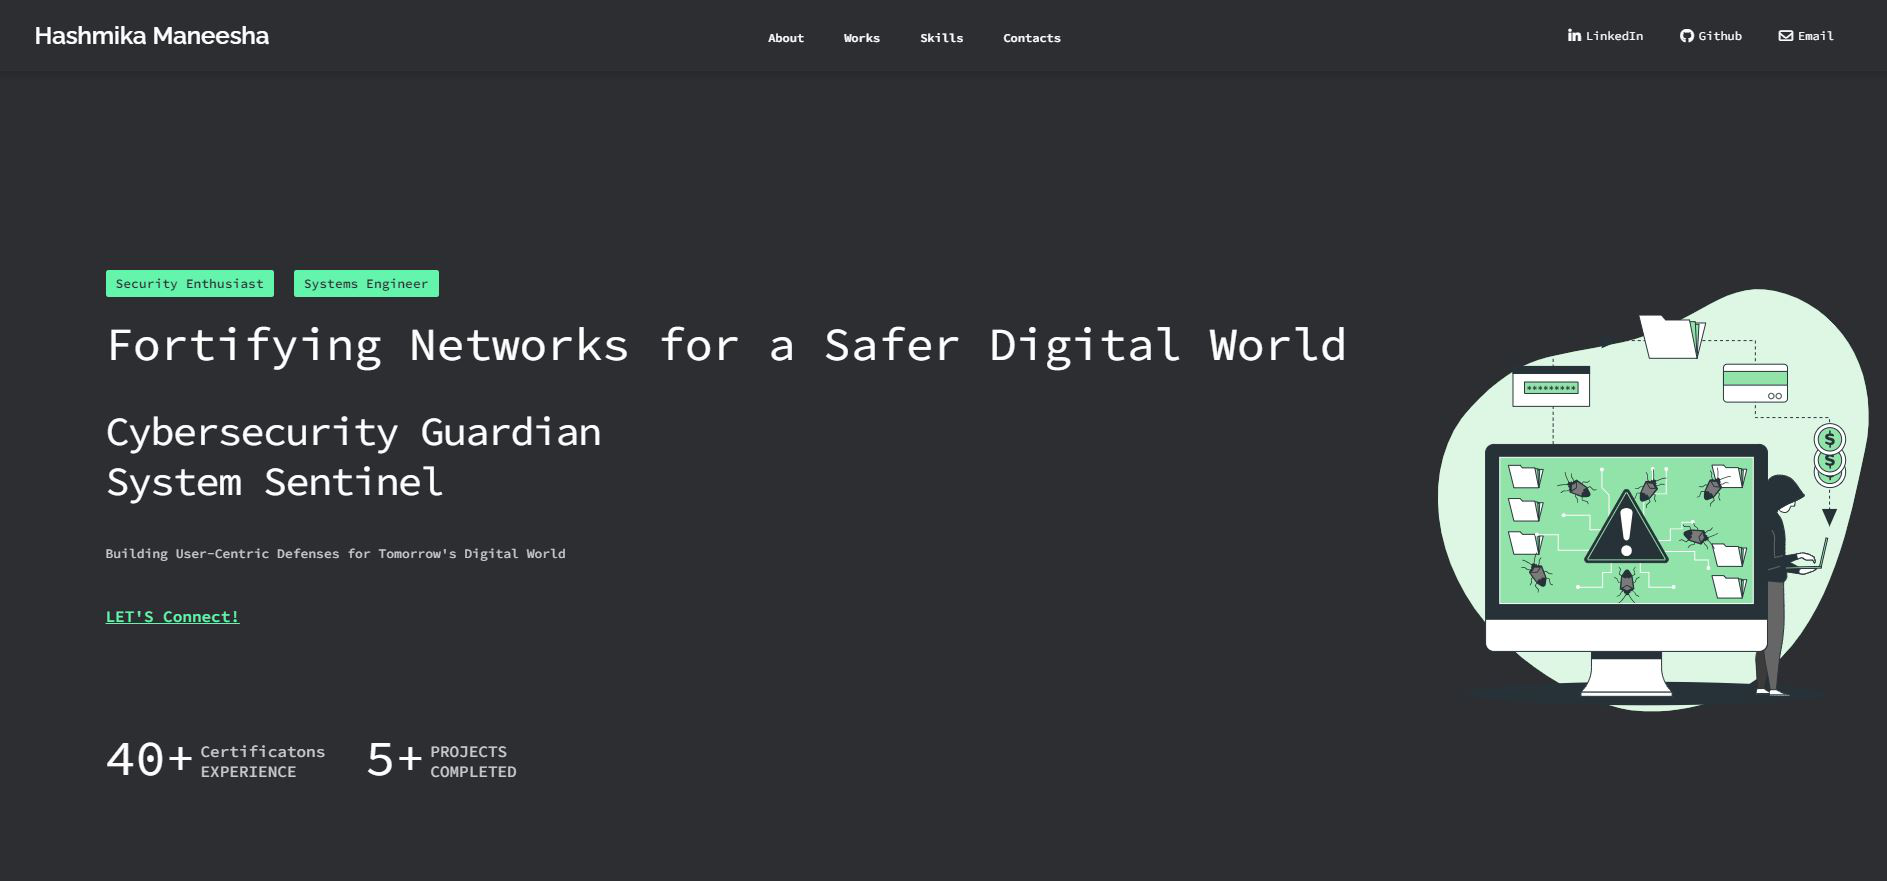 Hashmika Maneesha
About Works Skills Contacts
LinkedIn Github Email
Security Enthusiast Systems Engineer
Fortifying Networks for a Safer Digital World
Cybersecurity Guardian
System Sentinel
Building User-Centric Defenses for Tomorrow's Digital World
LET'S Connect!
40+ Certificatons EXPERIENCE
5+ PROJECTS COMPLETED
*********
$
$
!